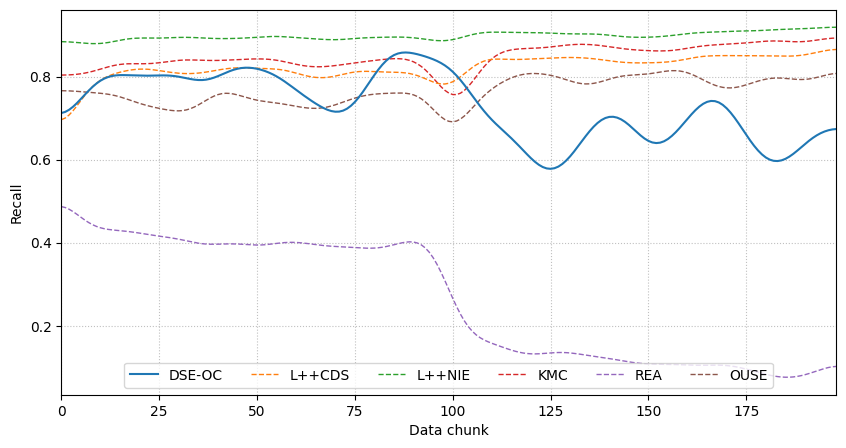 Recall
0.8
0.6
0.4
0.2
DSE-OC L++CDS L++NIE KMC REA OUSE
0 25 50 75 100 125 150 175
Data chunk